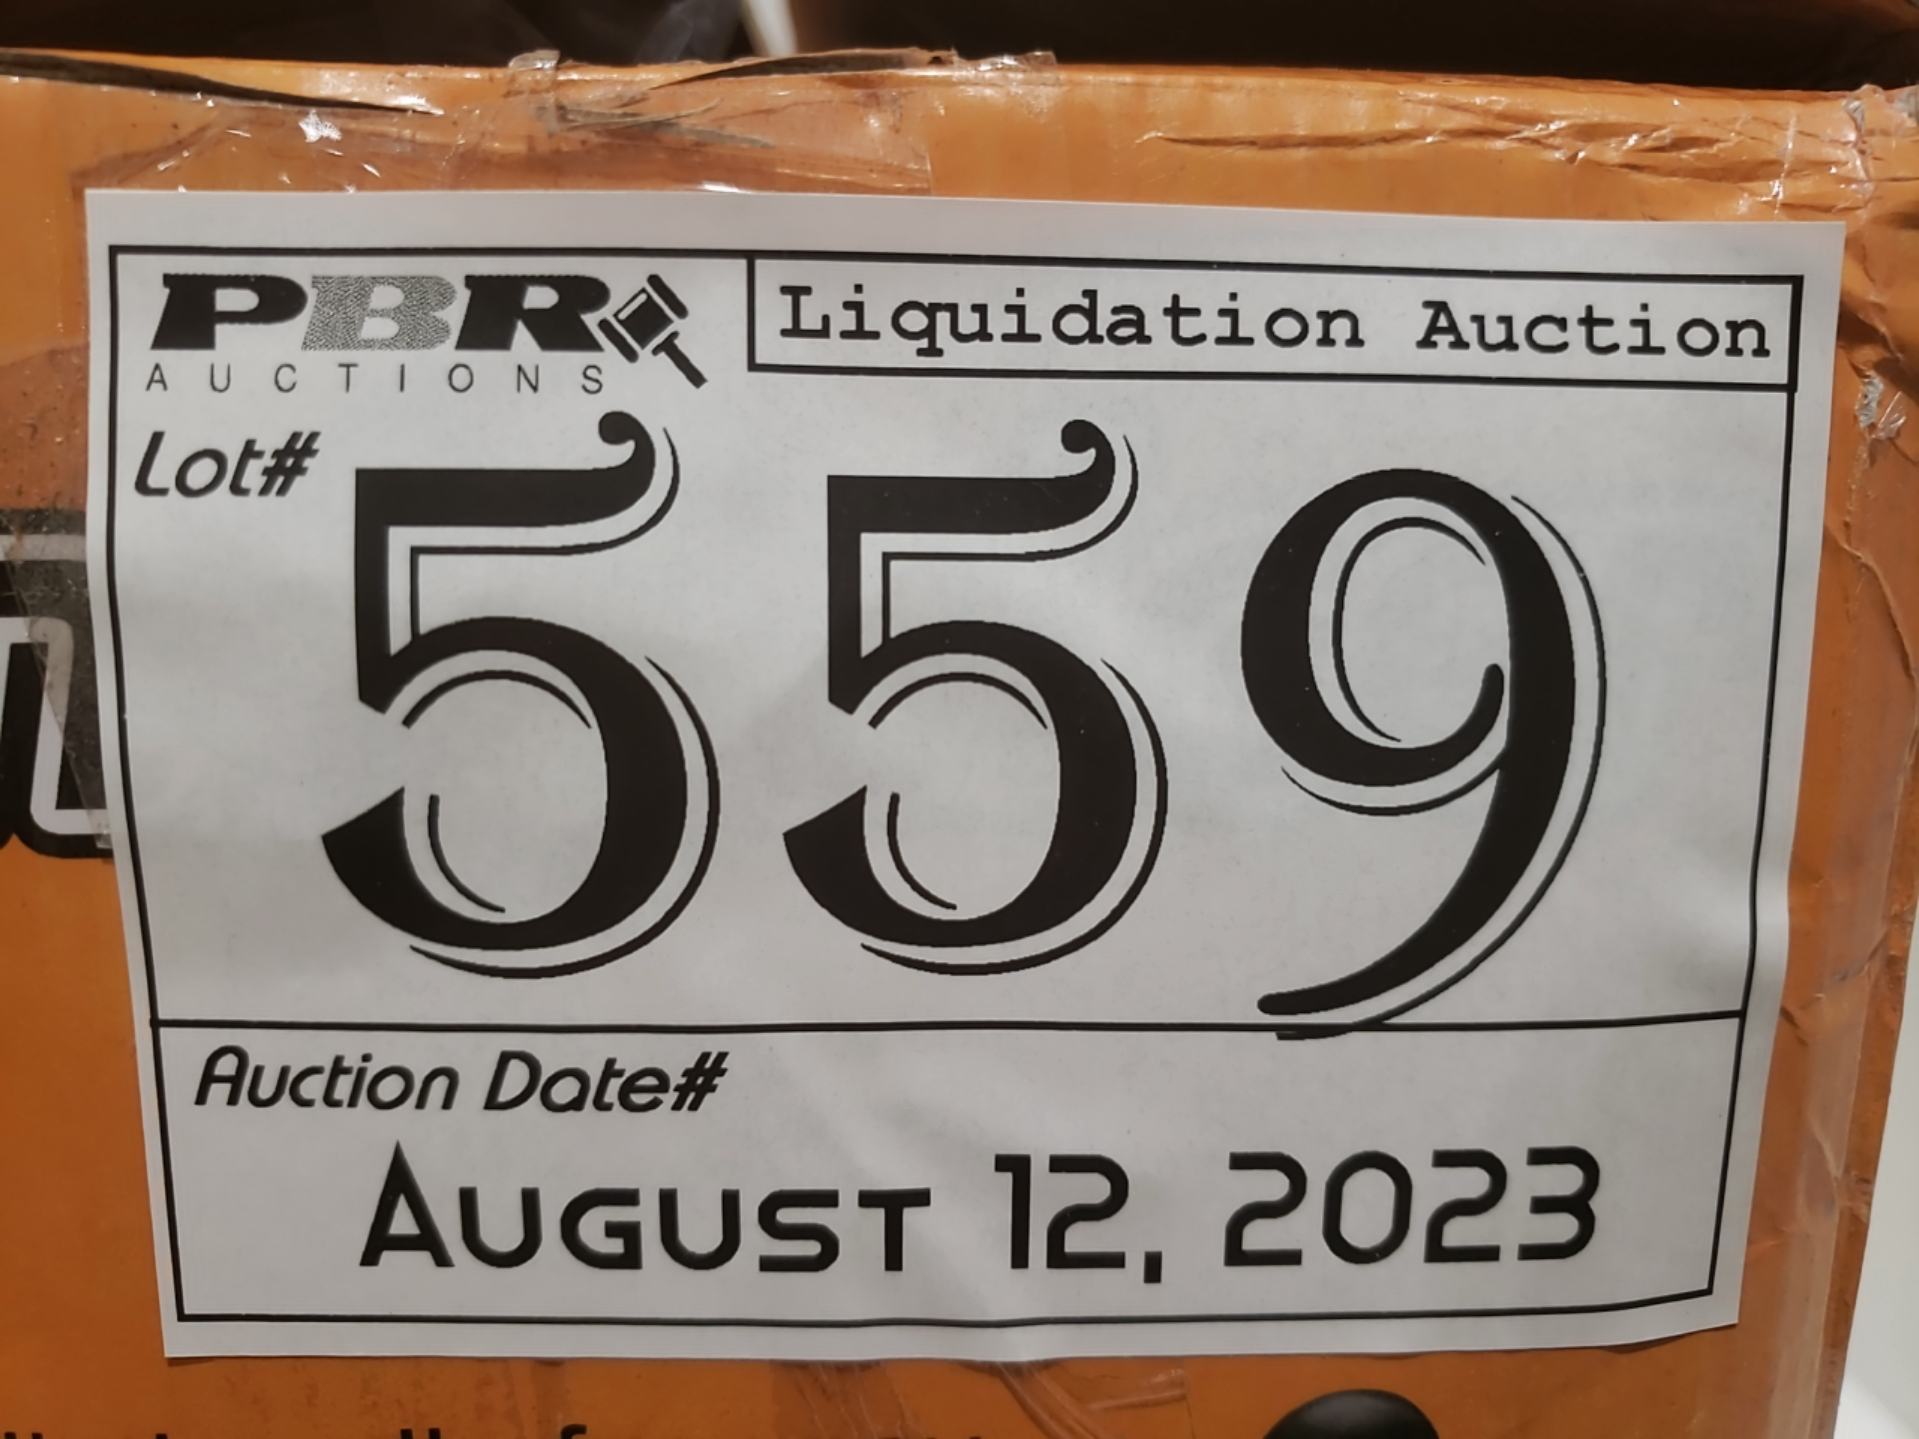 PBR
AUCTIONS
Liquidation Auction
Lot#
559
Auction Date#
AUGUST 12, 2023